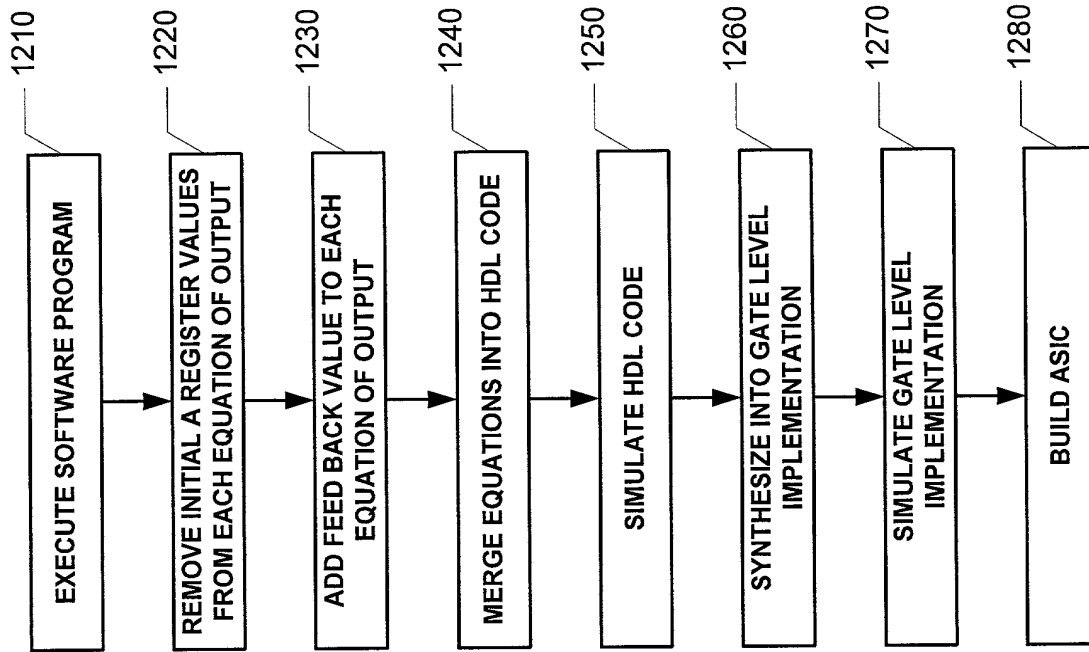 1210
EXECUTE SOFTWARE PROGRAM
1220
REMOVE INITIAL A REGISTER VALUES
FROM EACH EQUATION OF OUTPUT
1230
ADD FEED BACK VALUE TO EACH
EQUATION OF OUTPUT
1240
MERGE EQUATIONS INTO HDL CODE
1250
SIMULATE HDL CODE
1260
SYNTHESIZE INTO GATE LEVEL
IMPLEMENTATION
1270
SIMULATE GATE LEVEL
IMPLEMENTATION
1280
BUILD ASIC